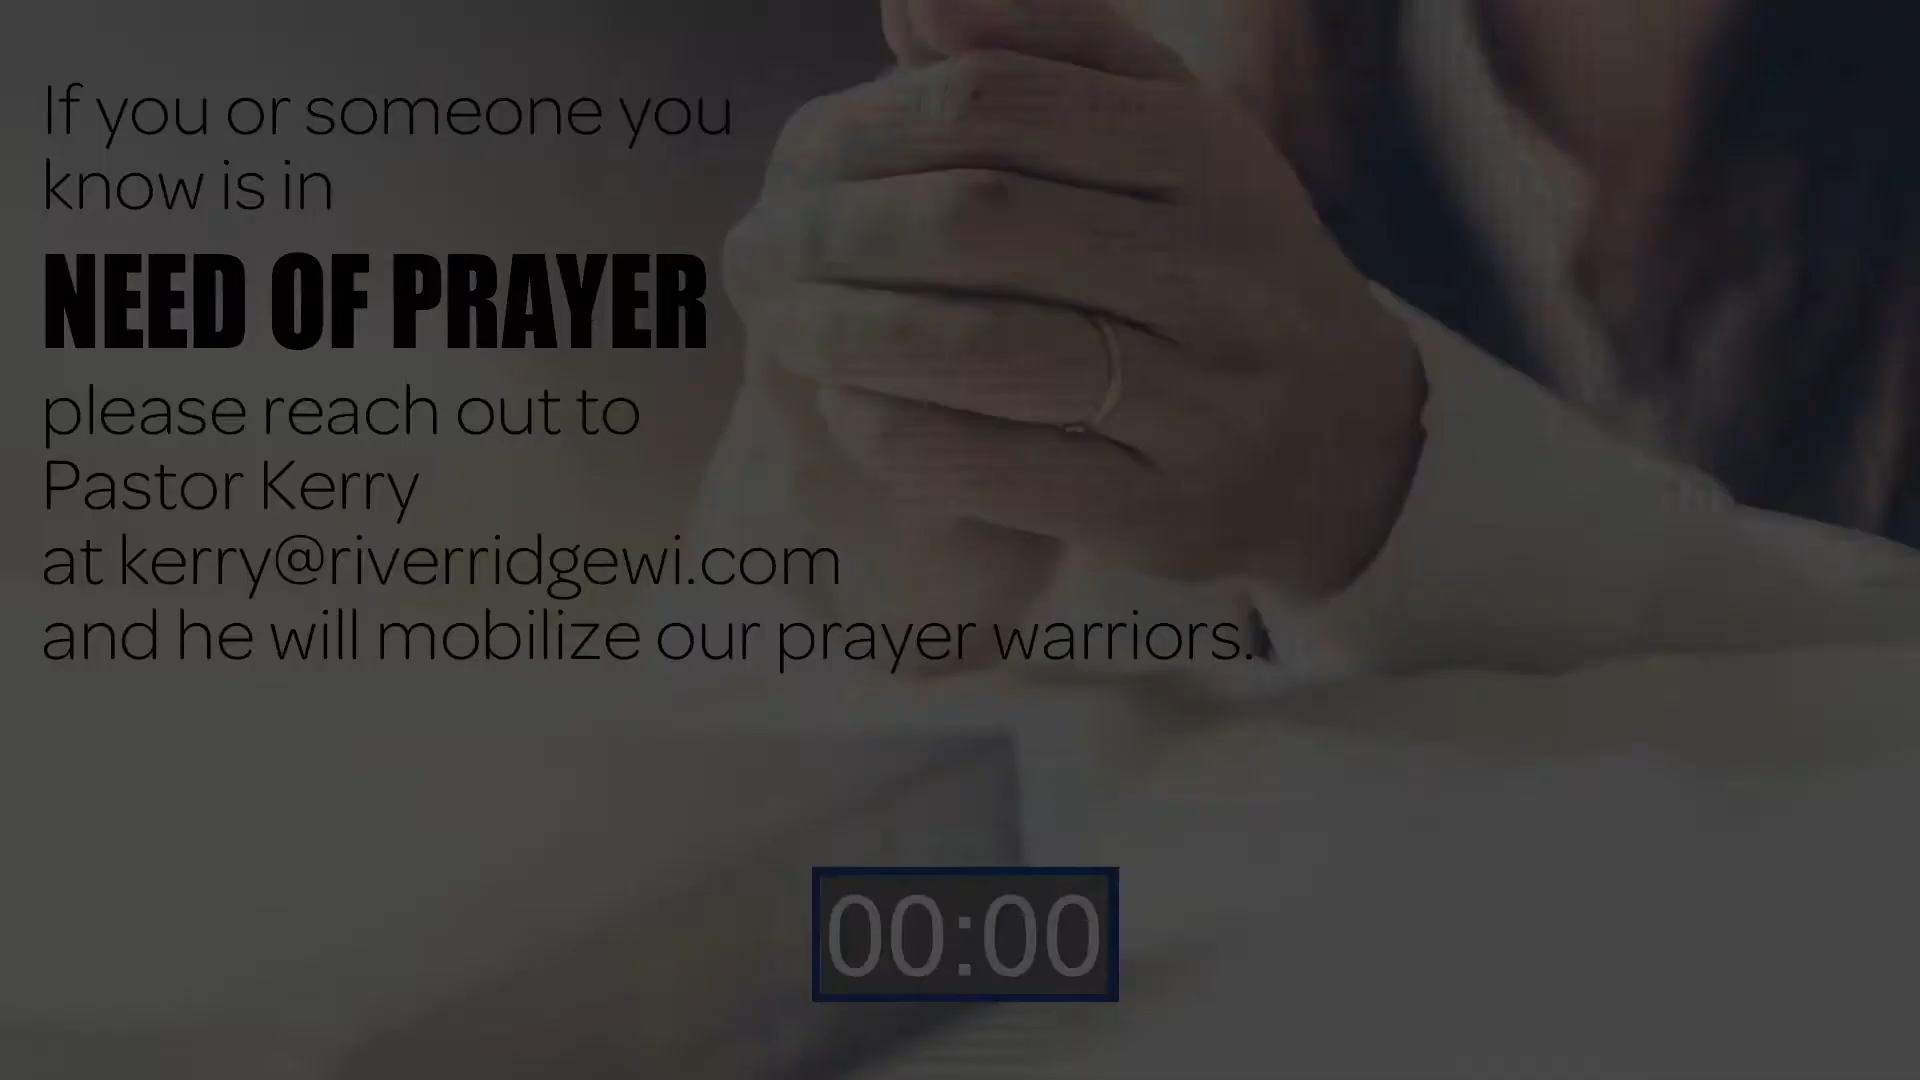 If you or someone you
know is in
NEED OF PRAYER
please reach out to
Pastor Kerry
at kerry@riverridgewi.com
and he will mobilize our prayer warriors.
00:00